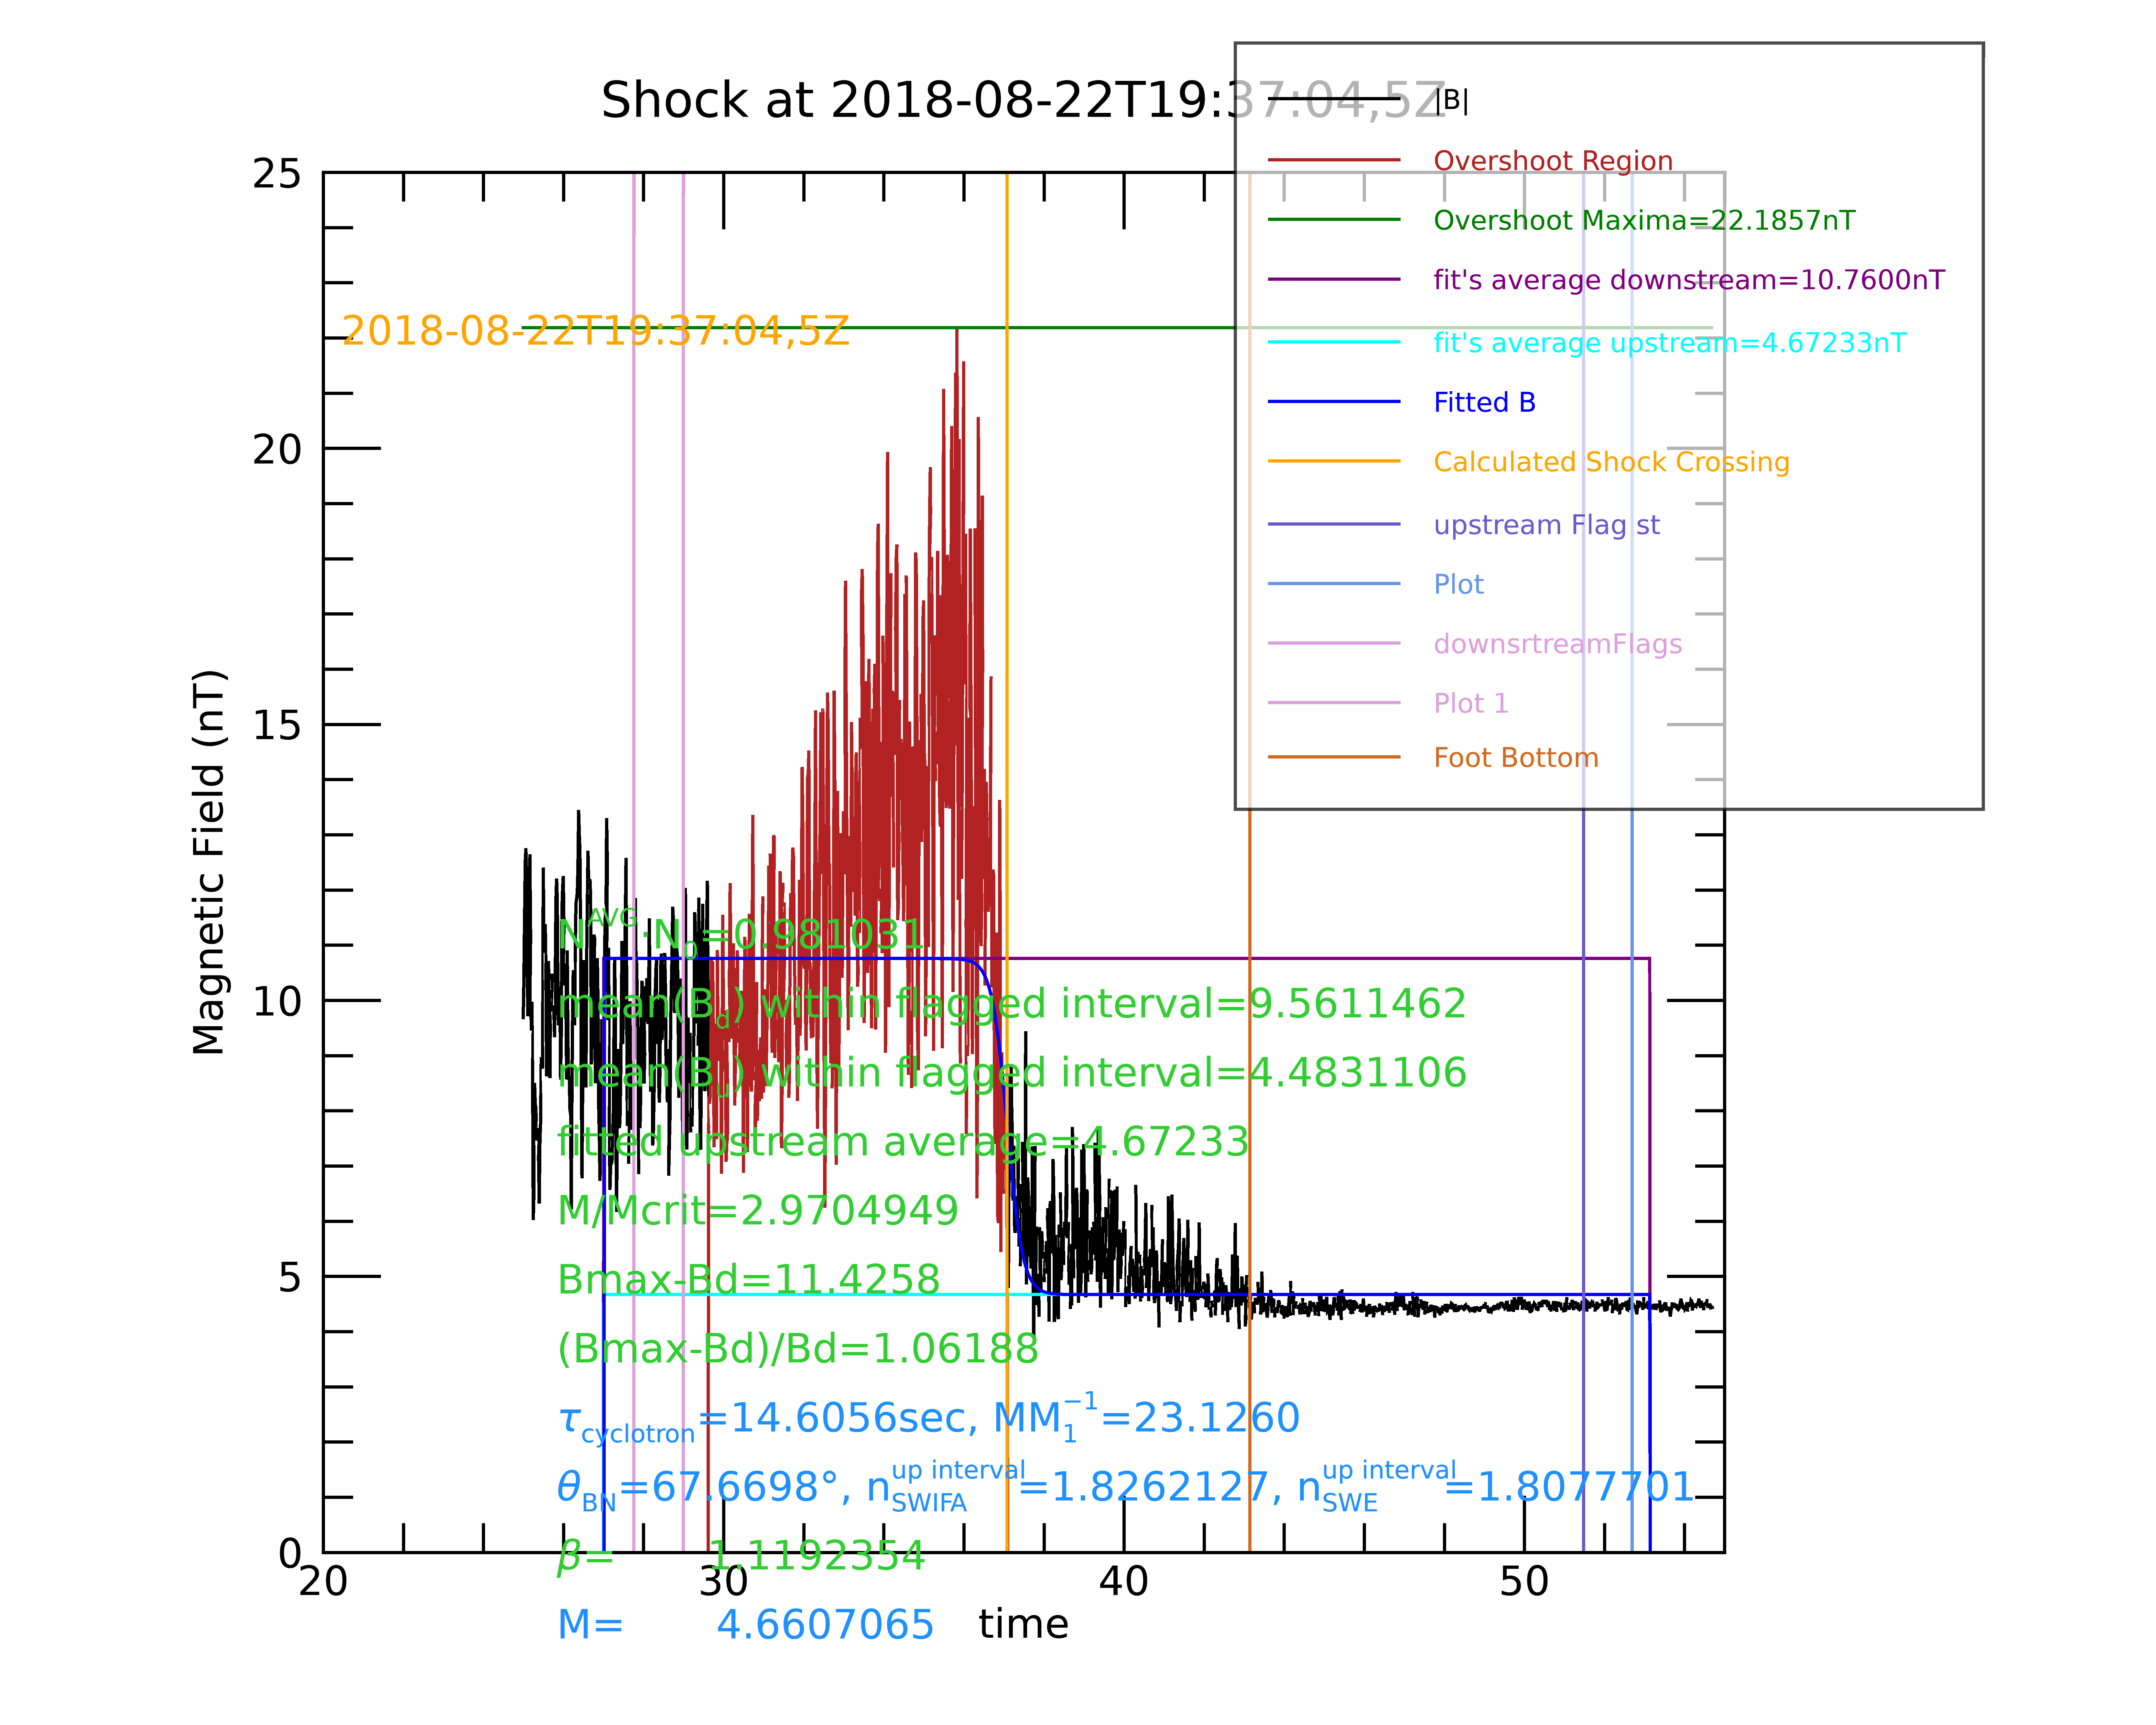 Shock at 2018-08-22T19:37:04,5Z
|B|
Overshoot Region
Overshoot Maxima=22.1857nT
fit's average downstream=10.7600nT
fit's average upstream=4.67233nT
Fitted B
Calculated Shock Crossing
upstream Flag st
Plot
downsrtreamFlags
Plot 1
Foot Bottom
2018-08-22T19:37:04,5Z
Magnetic Field (nT)
25
20
15
10
5
0
N^AVG·N_0=0.981031
mean(B_d) within flagged interval=9.5611462
mean(B_u) within flagged interval=4.4831106
fitted upstream average=4.67233
M/Mcrit=2.9704949
Bmax-Bd=11.4258
(Bmax-Bd)/Bd=1.06188
τ_cyclotron=14.6056sec, MM_1^−1=23.1260
θ_BN=67.6698°, n_SWIFA^up interval=1.8262127, n_SWE^up interval=1.8077701
β= 1.1192354
20 30 40 50
M= 4.6607065
time